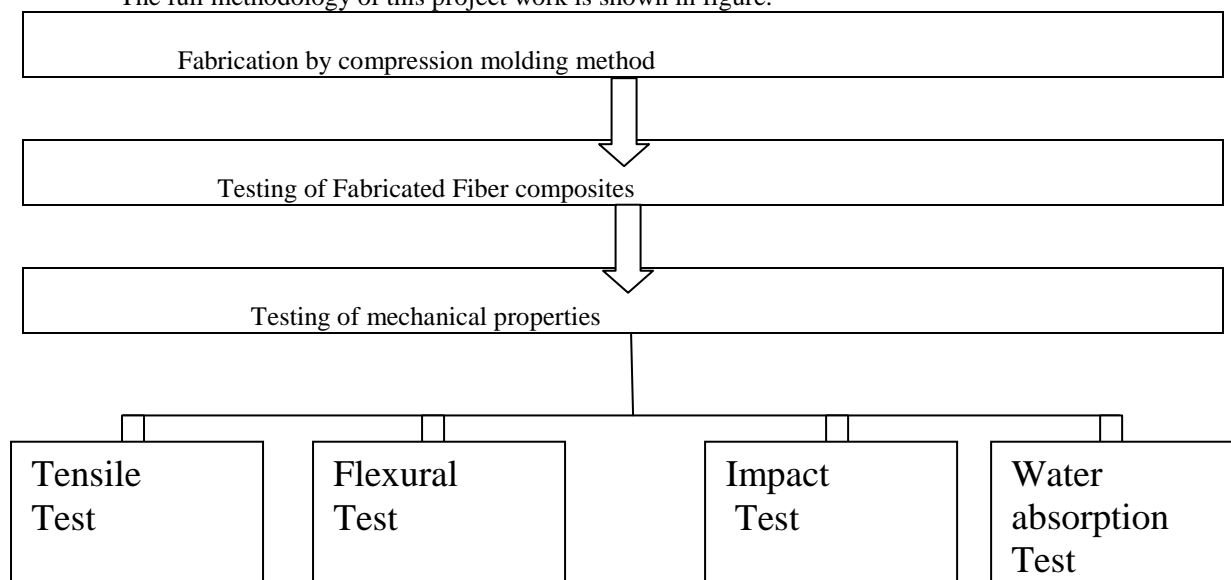 The full methodology of this project work is shown in figure.
Fabrication by compression molding method
Testing of Fabricated Fiber composites
Testing of mechanical properties
Tensile
Test
Flexural
Test
Impact
Test
Water
absorption
Test